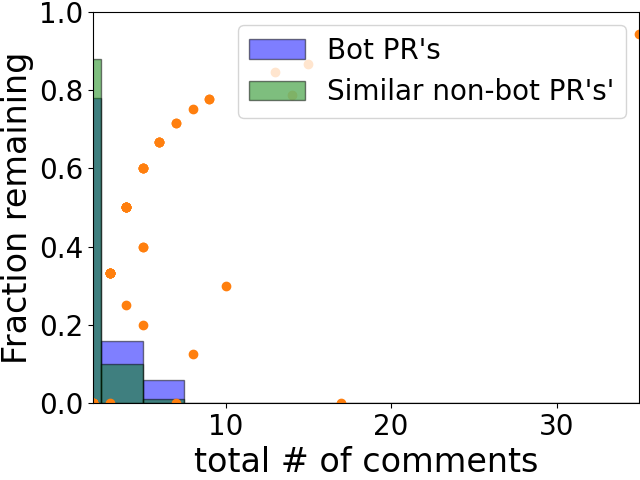 1.0
0.8
0.6
0.4
0.2
0.0
Fraction remaining
Bot PR's
Similar non-bot PR's'
10
20
30
total # of comments